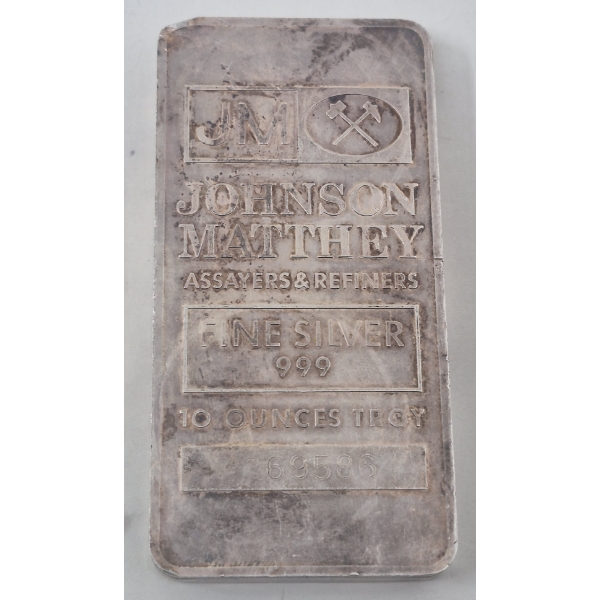 JM
JOHNSON
MATTHEY
ASSAYERS & REFINERS
FINE SILVER
999
10 OUNCES TROY